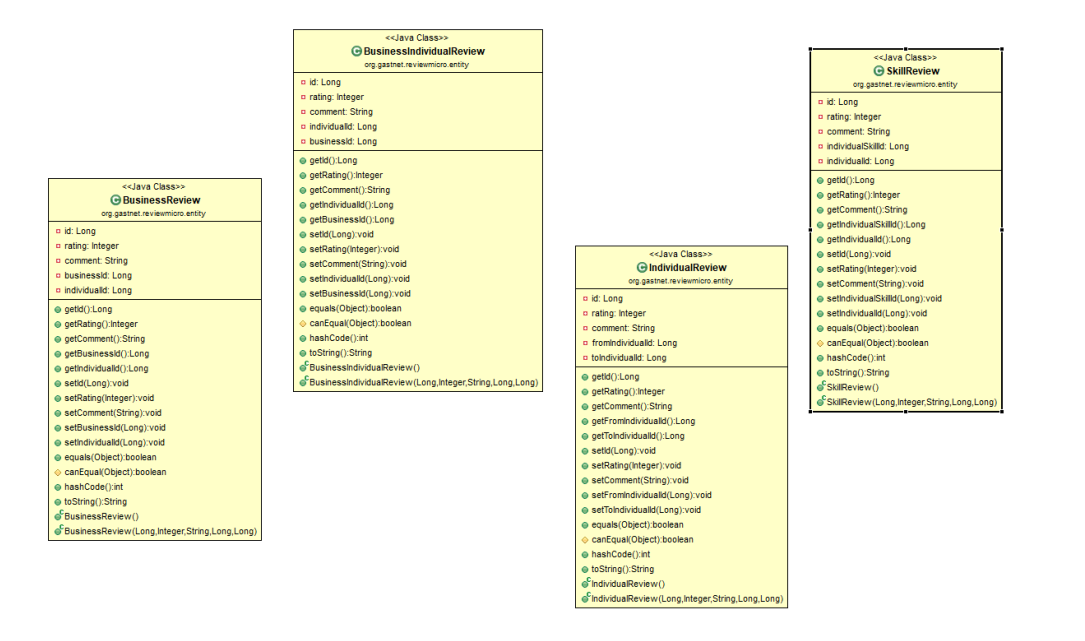 <<Java Class>>
BusinessReview
org.gastnet.reviewmicro.entity
id: Long
rating: Integer
comment: String
businessId: Long
individualId: Long
getId():Long
getRating():Integer
getComment():String
getBusinessId():Long
getIndividualId():Long
setId(Long):void
setRating(Integer):void
setComment(String):void
setBusinessId(Long):void
setIndividualId(Long):void
equals(Object):boolean
canEqual(Object):boolean
hashCode():int
toString():String
BusinessReview()
BusinessReview(Long,Integer,String,Long,Long)
<<Java Class>>
BusinessIndividualReview
org.gastnet.reviewmicro.entity
id: Long
rating: Integer
comment: String
individualId: Long
businessId: Long
getId():Long
getRating():Integer
getComment():String
getIndividualId():Long
getBusinessId():Long
setId(Long):void
setRating(Integer):void
setComment(String):void
setIndividualId(Long):void
setBusinessId(Long):void
equals(Object):boolean
canEqual(Object):boolean
hashCode():int
toString():String
BusinessIndividualReview()
BusinessIndividualReview(Long,Integer,String,Long,Long)
<<Java Class>>
IndividualReview
org.gastnet.reviewmicro.entity
id: Long
rating: Integer
comment: String
fromIndividualId: Long
toIndividualId: Long
getId():Long
getRating():Integer
getComment():String
getFromIndividualId():Long
getToIndividualId():Long
setId(Long):void
setRating(Integer):void
setComment(String):void
setFromIndividualId(Long):void
setToIndividualId(Long):void
equals(Object):boolean
canEqual(Object):boolean
hashCode():int
toString():String
IndividualReview()
IndividualReview(Long,Integer,String,Long,Long)
<<Java Class>>
SkillReview
org.gastnet.reviewmicro.entity
id: Long
rating: Integer
comment: String
individualSkillId: Long
individualId: Long
getId():Long
getRating():Integer
getComment():String
getIndividualSkillId():Long
getIndividualId():Long
setId(Long):void
setRating(Integer):void
setComment(String):void
setIndividualSkillId(Long):void
setIndividualId(Long):void
equals(Object):boolean
canEqual(Object):boolean
hashCode():int
toString():String
SkillReview()
SkillReview(Long,Integer,String,Long,Long)